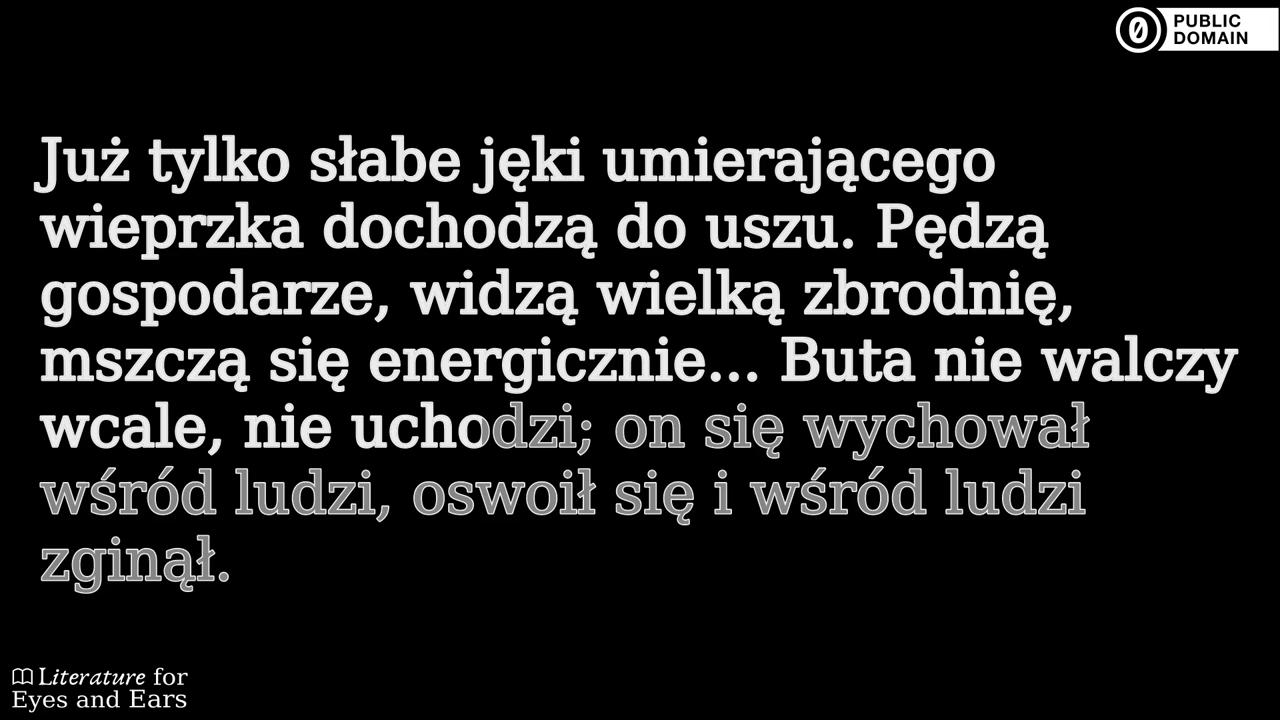 PUBLIC
DOMAIN
Już tylko słabe jęki umierającego
wieprzka dochodzą do uszu. Pędzą
gospodarze, widzą wielką zbrodnię,
mszczą się energicznie... Buta nie walczy
wcale, nie uchodzi; on się wychował
wśród ludzi, oswoił się i wśród ludzi
zginął.
Literature for
Eyes and Ears